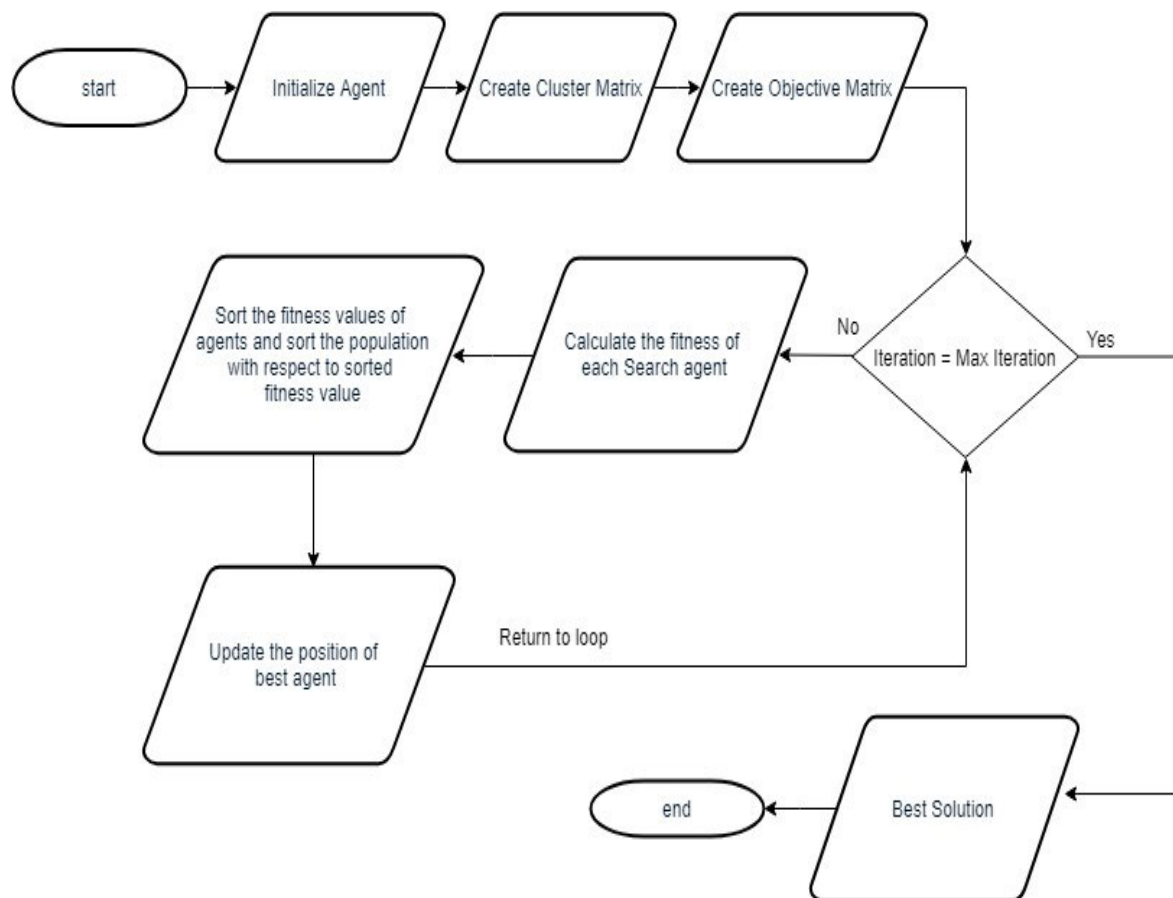 start
Initialize Agent
Create Cluster Matrix
Create Objective Matrix
No
Iteration = Max Iteration
Yes
Calculate the fitness of
each Search agent
Sort the fitness values of
agents and sort the population
with respect to sorted
fitness value
Update the position of
best agent
Return to loop
Best Solution
end